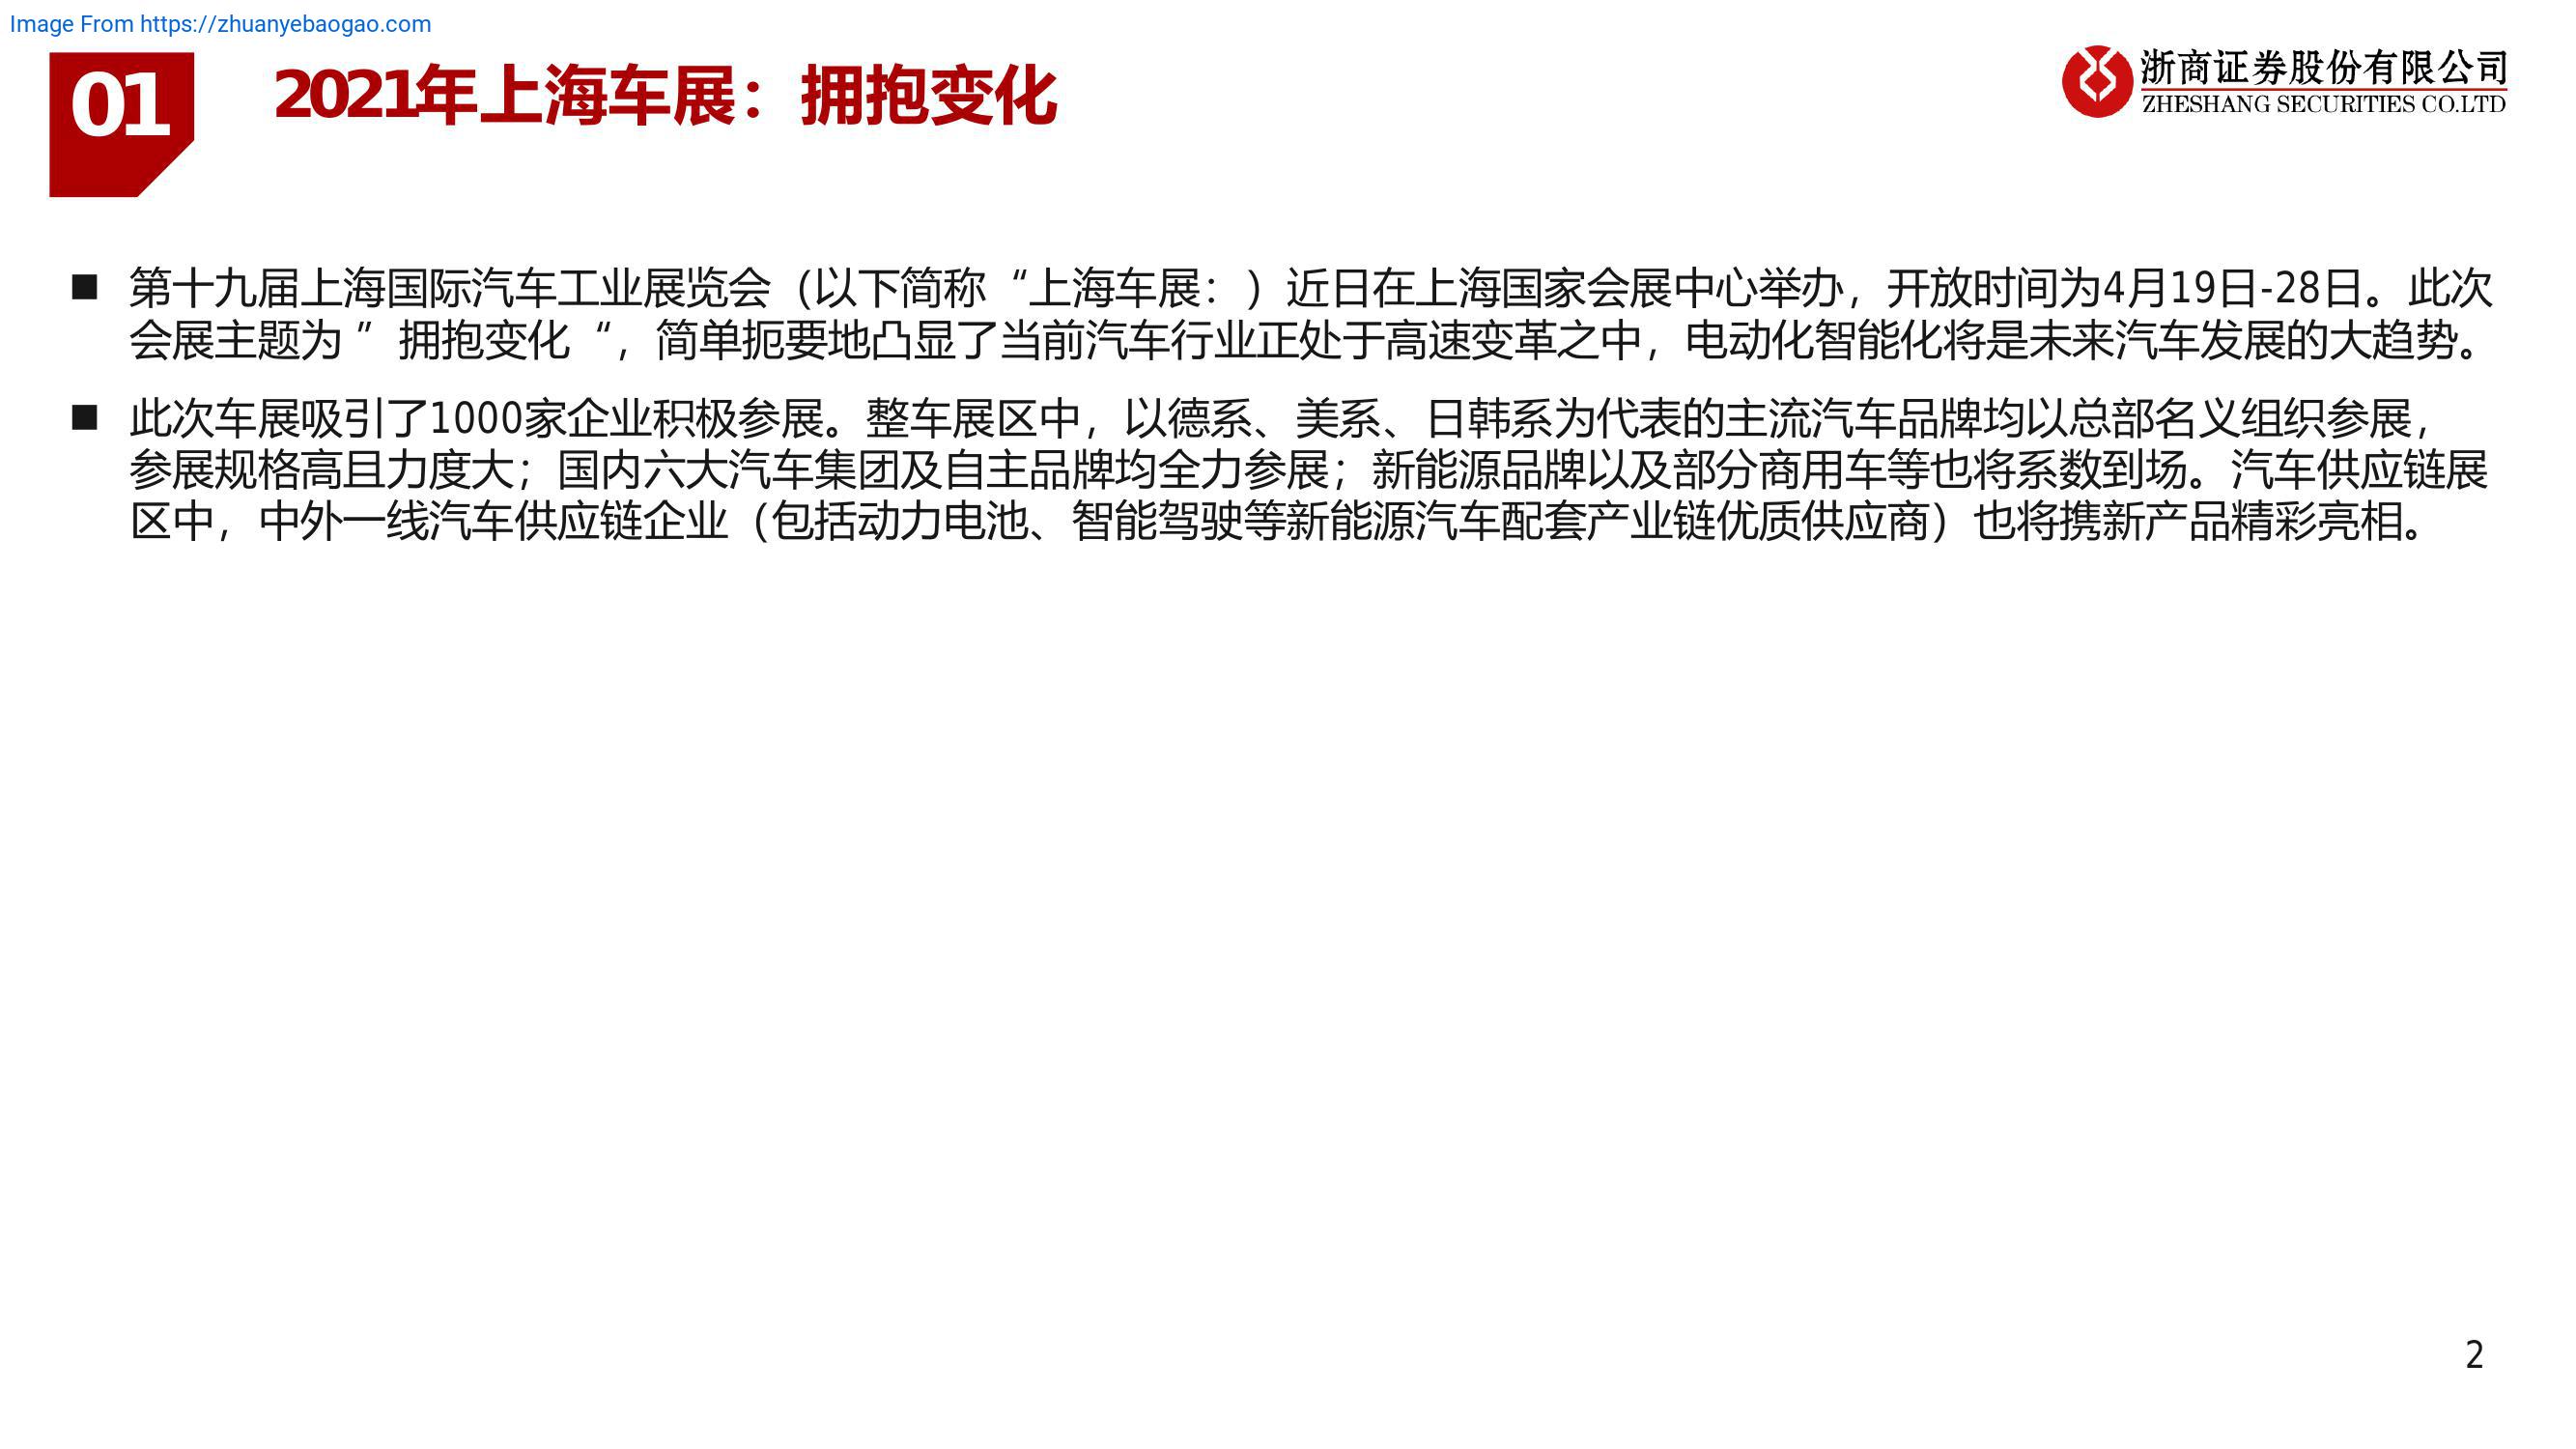 Image From https://zhuanyebaogao.com
01
2021年上海车展：拥抱变化
浙商证券股份有限公司
ZHESHANG SECURITIES CO.LTD
■ 第十九届上海国际汽车工业展览会（以下简称“上海车展：）近日在上海国家会展中心举办，开放时间为4月19日-28日。此次
会展主题为 ”拥抱变化“，简单扼要地凸显了当前汽车行业正处于高速变革之中，电动化智能化将是未来汽车发展的大趋势。
■ 此次车展吸引了1000家企业积极参展。整车展区中，以德系、美系、日韩系为代表的主流汽车品牌均以总部名义组织参展，
参展规格高且力度大；国内六大汽车集团及自主品牌均全力参展；新能源品牌以及部分商用车等也将系数到场。汽车供应链展
区中，中外一线汽车供应链企业（包括动力电池、智能驾驶等新能源汽车配套产业链优质供应商）也将携新产品精彩亮相。
2